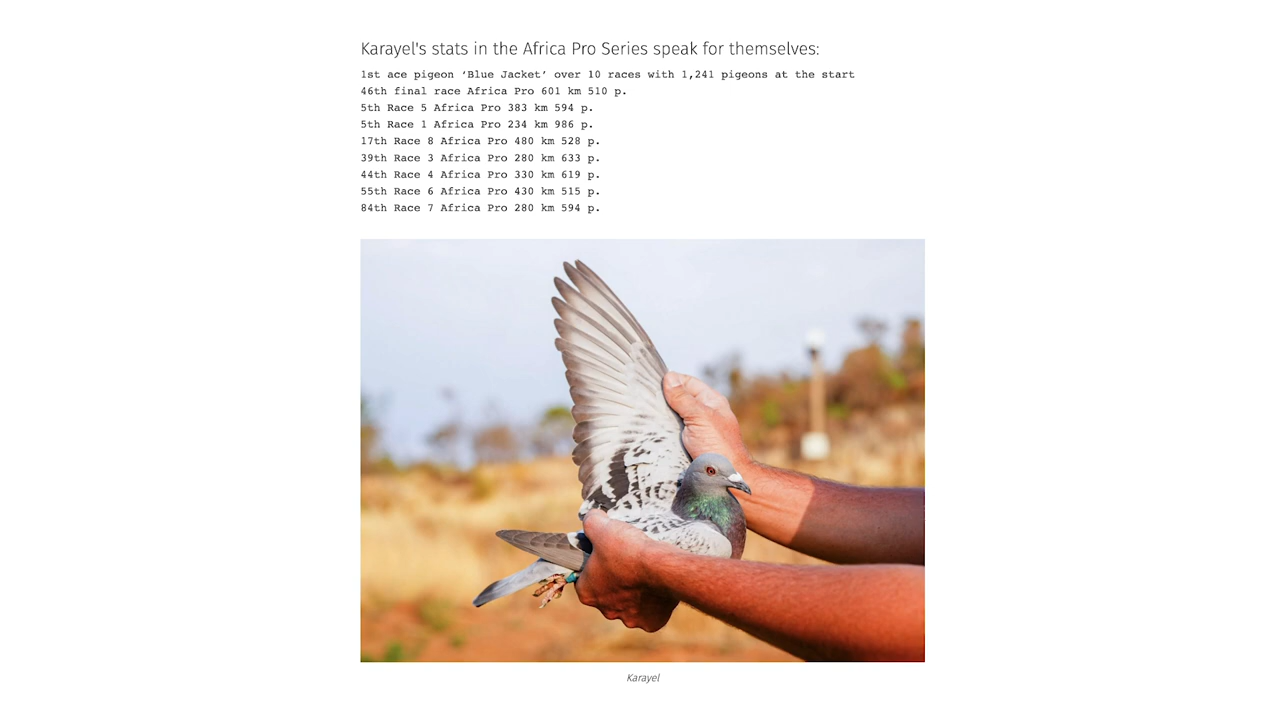 Karayel's stats in the Africa Pro Series speak for themselves:
1st ace pigeon ‘Blue Jacket’ over 10 races with 1,241 pigeons at the start
46th final race Africa Pro 601 km 510 p.
5th Race 5 Africa Pro 383 km 594 p.
5th Race 1 Africa Pro 234 km 986 p.
17th Race 8 Africa Pro 480 km 528 p.
39th Race 3 Africa Pro 280 km 633 p.
44th Race 4 Africa Pro 330 km 619 p.
55th Race 6 Africa Pro 430 km 515 p.
84th Race 7 Africa Pro 280 km 594 p.
Karayel